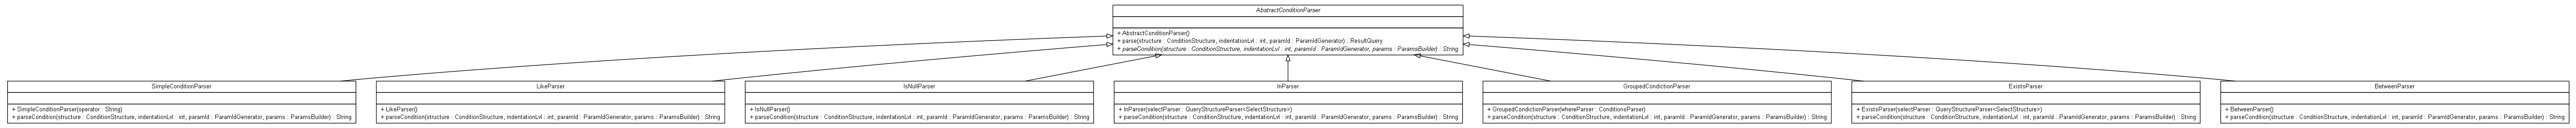 AbstractConditionParser
+ AbstractConditionParser()
+ parse(structure : ConditionStructure, indentationLvl : int, paramId : ParamIdGenerator) : ResultQuery
+ parseCondition(structure : ConditionStructure, indentationLvl : int, paramId : ParamIdGenerator, params : ParamsBuilder) : String
SimpleConditionParser
+ SimpleConditionParser(operator : String)
+ parseCondition(structure : ConditionStructure, indentationLvl : int, paramId : ParamIdGenerator, params : ParamsBuilder) : String
LikeParser
+ LikeParser()
+ parseCondition(structure : ConditionStructure, indentationLvl : int, paramId : ParamIdGenerator, params : ParamsBuilder) : String
IsNullParser
+ IsNullParser()
+ parseCondition(structure : ConditionStructure, indentationLvl : int, paramId : ParamIdGenerator, params : ParamsBuilder) : String
InParser
+ InParser(selectParser : QueryStructureParser<SelectStructure>)
+ parseCondition(structure : ConditionStructure, indentationLvl : int, paramId : ParamIdGenerator, params : ParamsBuilder) : String
GroupedCondictionParser
+ GroupedCondictionParser(whereParser : ConditionsParser)
+ parseCondition(structure : ConditionStructure, indentationLvl : int, paramId : ParamIdGenerator, params : ParamsBuilder) : String
ExistsParser
+ ExistsParser(selectParser : QueryStructureParser<SelectStructure>)
+ parseCondition(structure : ConditionStructure, indentationLvl : int, paramId : ParamIdGenerator, params : ParamsBuilder) : String
BetweenParser
+ BetweenParser()
+ parseCondition(structure : ConditionStructure, indentationLvl : int, paramId : ParamIdGenerator, params : ParamsBuilder) : String